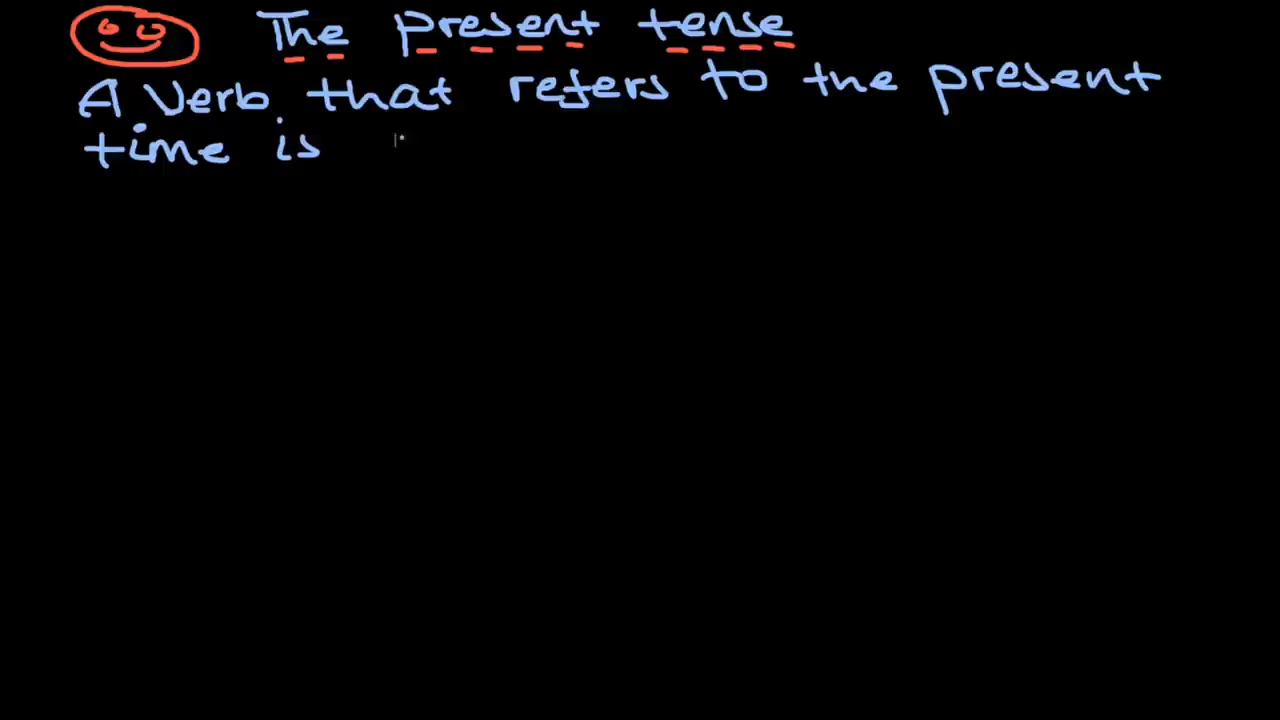 The present tense
A verb that refers to the present
time is